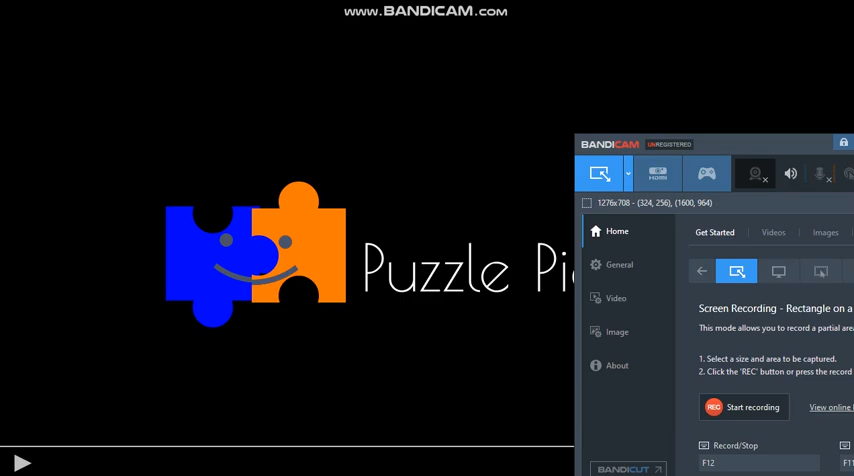 www.BANDICAM.com
Puzzle
BANDICAM UNREGISTERED
HDMI
1276x708 - (324, 256), (1600, 964)
Home
General
Video
Image
About
BANDICUT
Get Started
Videos
Images
Screen Recording - Rectangle on a
This mode allows you to record a partial
1. Select a size and area to be captured.
2. Click the 'REC' button or press the record
REC Start recording
View online
Record/Stop
F12